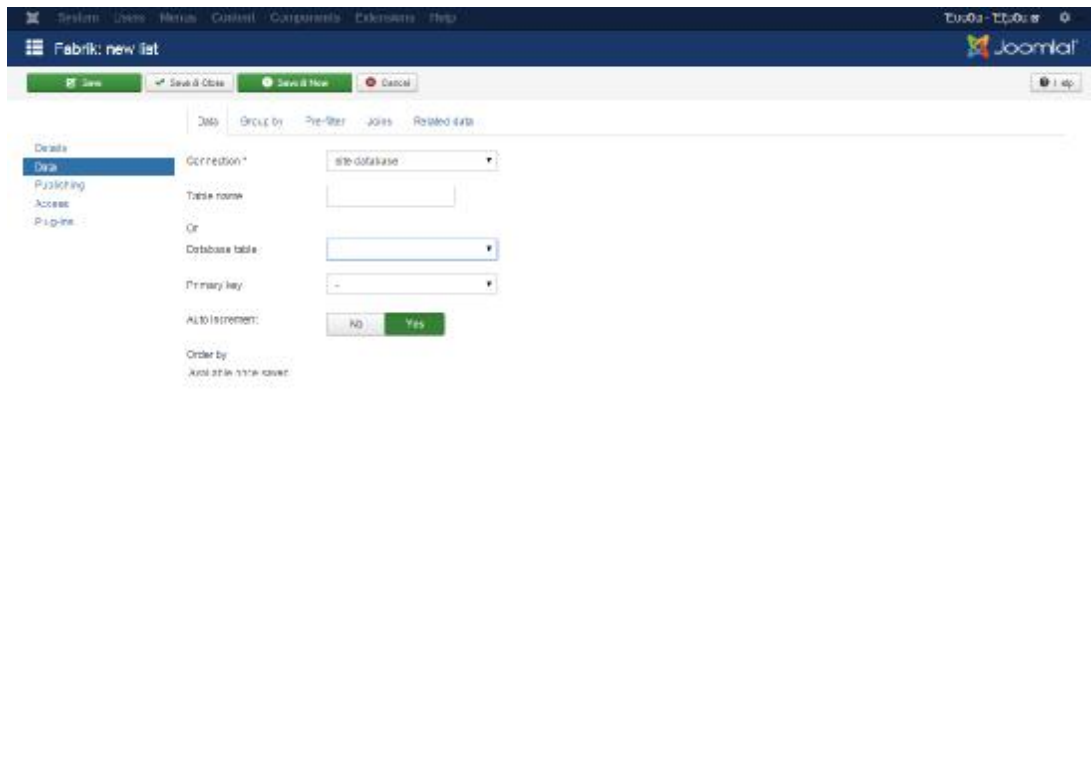 System Users Menus Content Components Extensions Help
Fabrik: new list
Joomla!
Save Save & Close Save & New Cancel Help
Data Group by Pre-filter Joins Related data
Details
Data
Publishing
Access
Plug-ins
Connection * site database
Table name
Or
Database table
Primary key -
Auto increment: No Yes
Order by
Available once saved